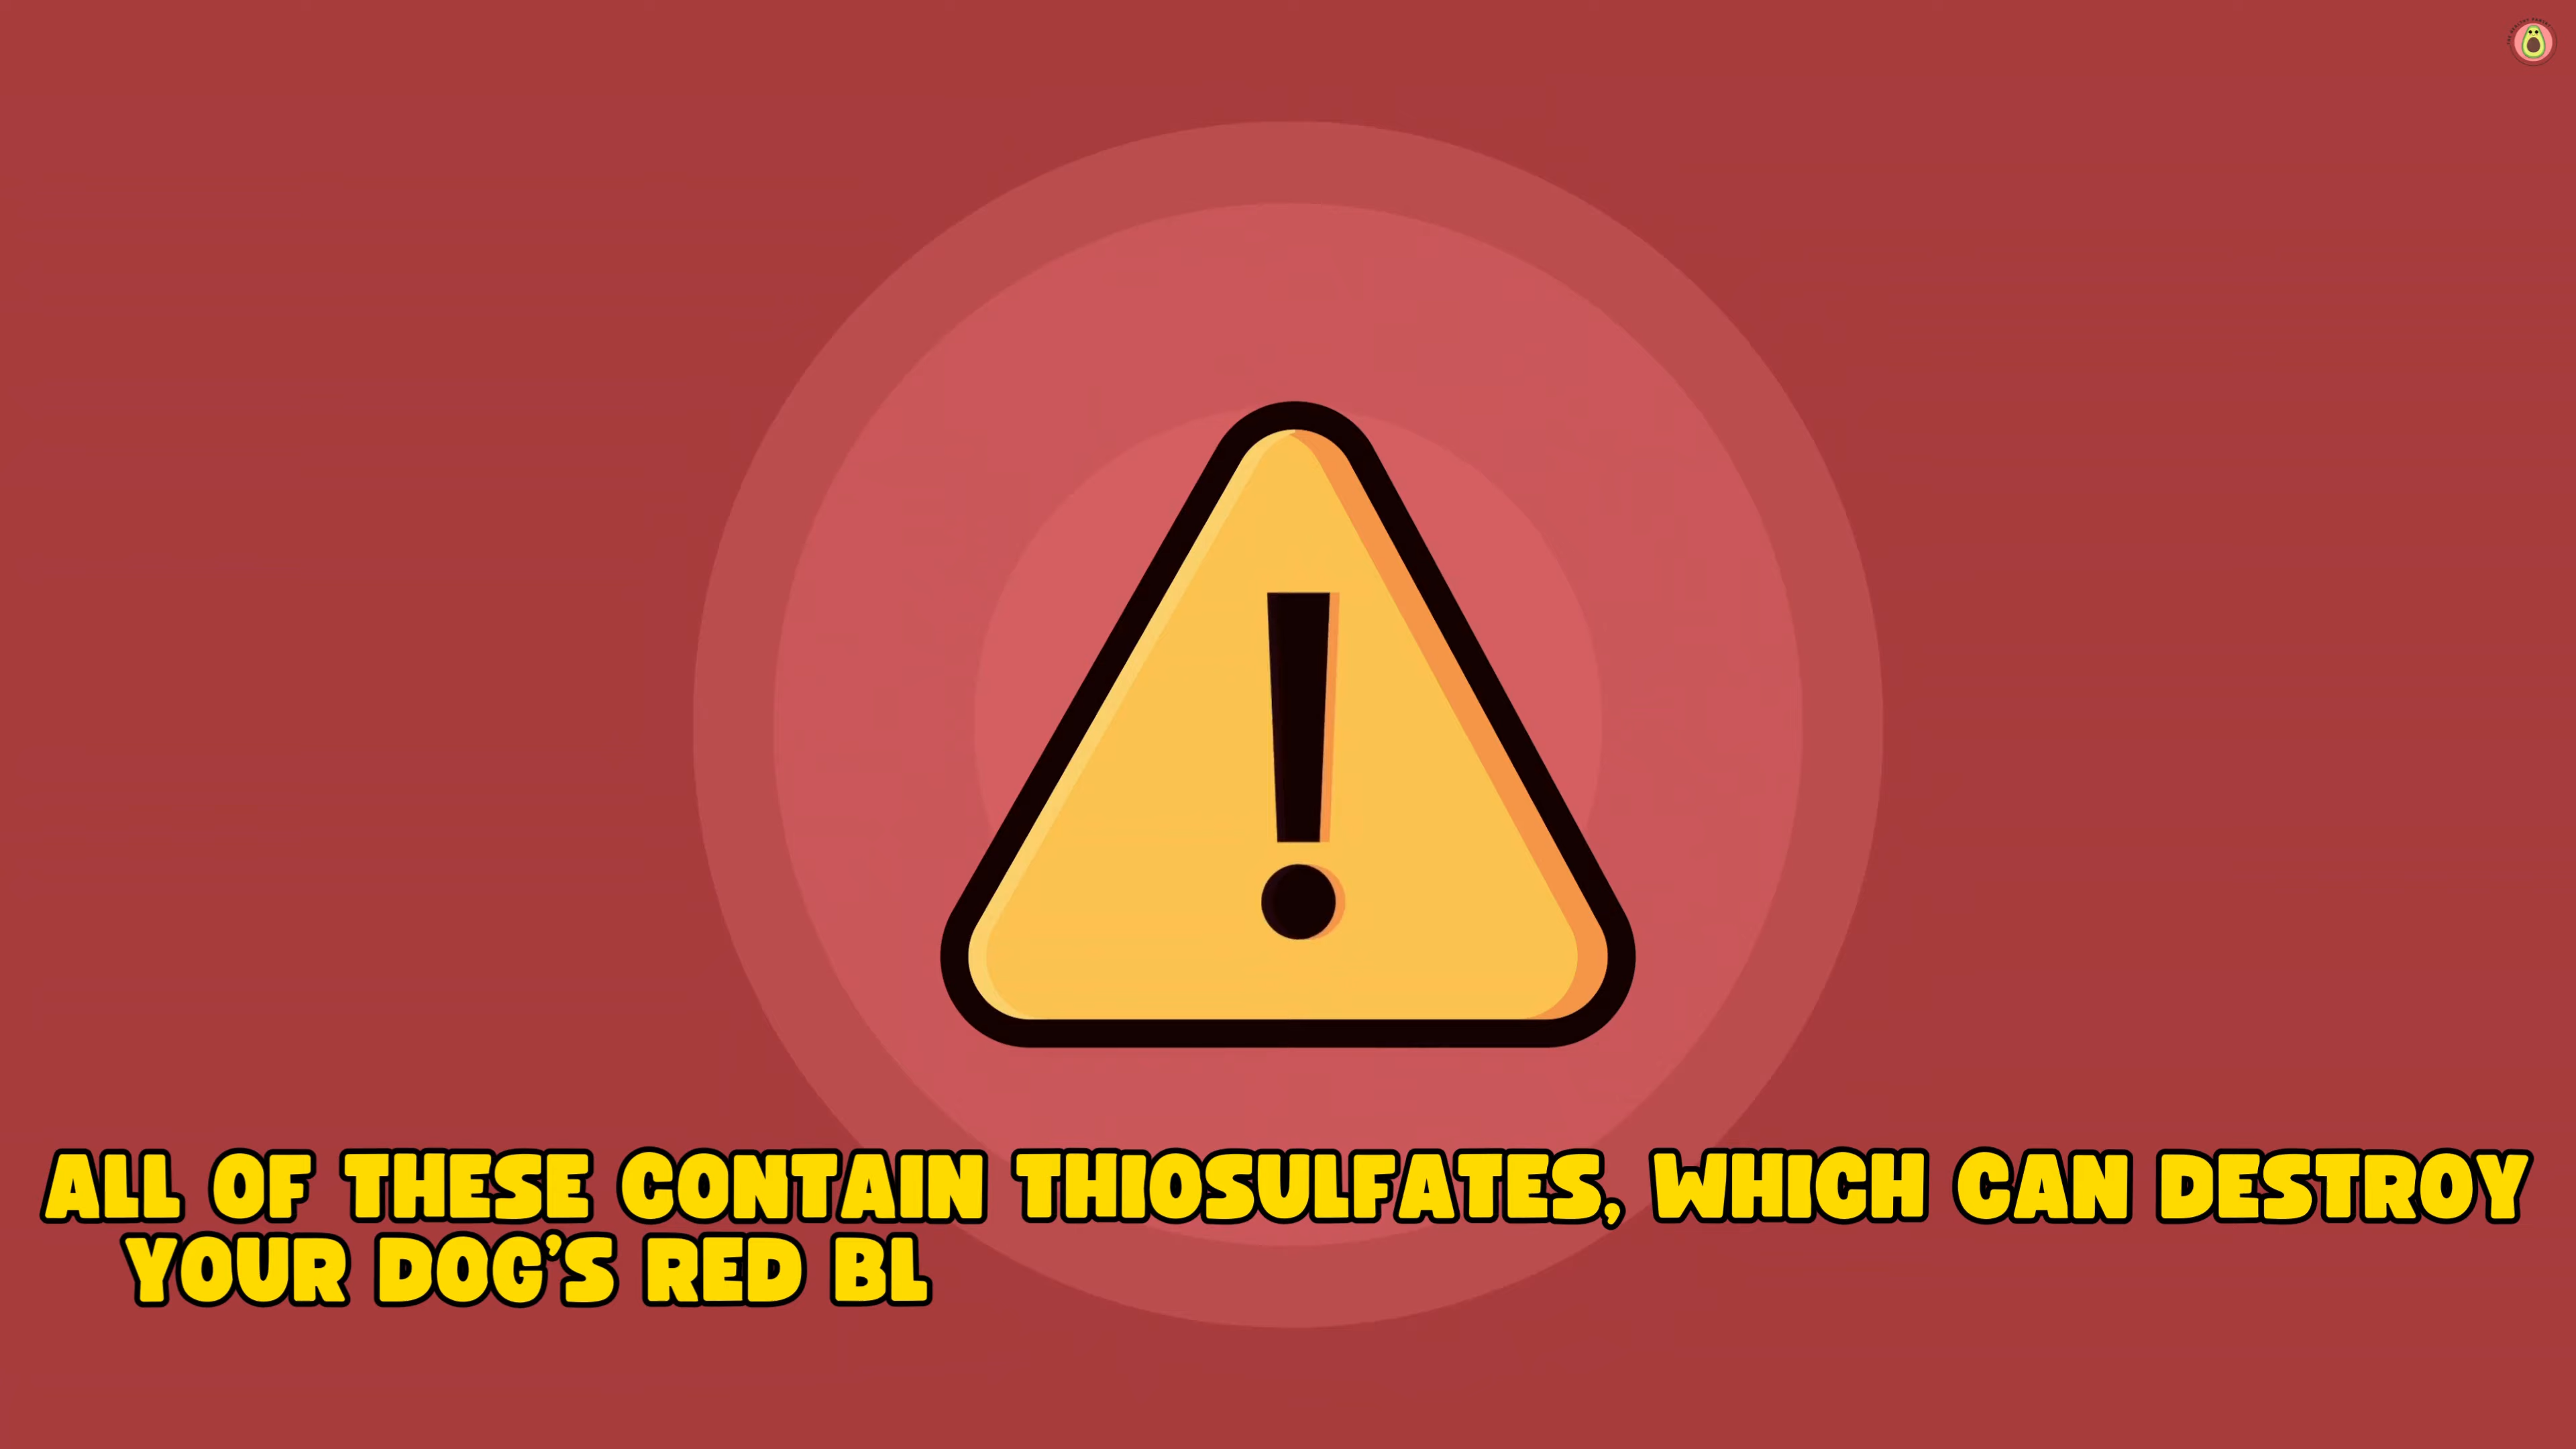 ALL OF THESE CONTAIN THIOSULFATES, WHICH CAN DESTROY
YOUR DOG'S RED BL